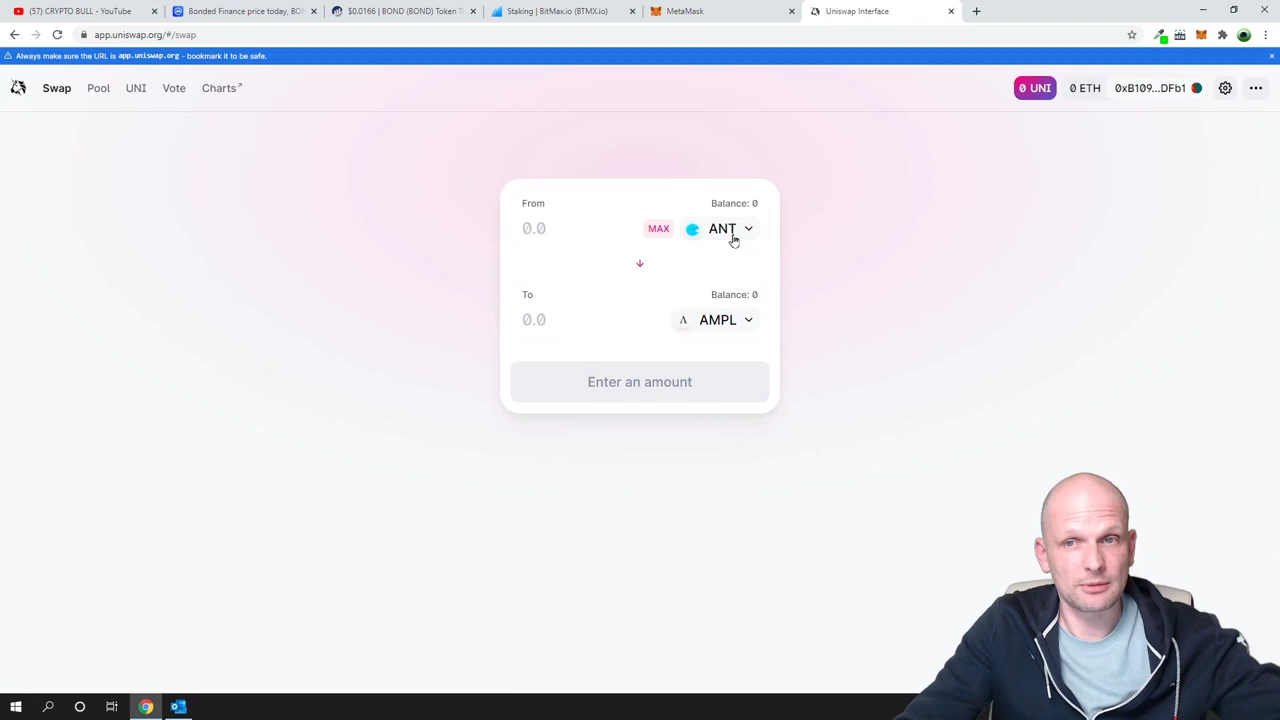 (57) CRYPTO BULL - YouTube
Bonded Finance price today, BON
$0.0166 | BOND (BOND) Token T
Staking | BitMax.io (BTMX.io)
MetaMask
Uniswap Interface
app.uniswap.org/#/swap
Always make sure the URL is app.uniswap.org - bookmark it to be safe.
Swap Pool UNI Vote Charts↗ 0 UNI 0 ETH 0xB109...DFb1
From Balance: 0
0.0 MAX ANT
To Balance: 0
0.0 AMPL
Enter an amount